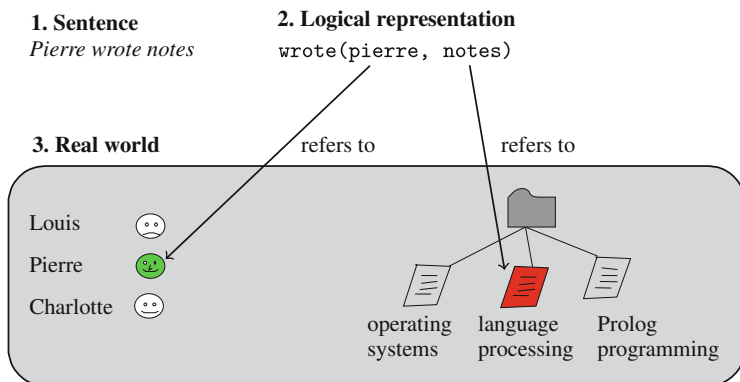 1. Sentence
Pierre wrote notes
2. Logical representation
wrote(pierre, notes)
3. Real world
refers to
refers to
Louis
Pierre
Charlotte
operating
systems
language
processing
Prolog
programming